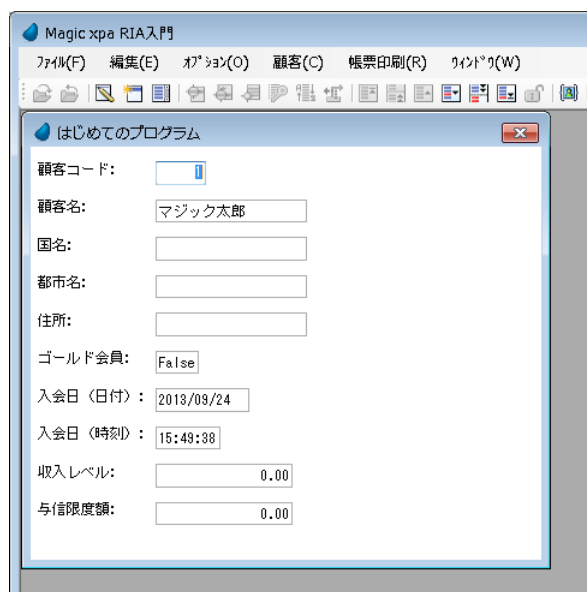 Magic xpa RIA入門
ﾌｧｲﾙ(F) 編集(E) ｵﾌﾟｼｮﾝ(O) 顧客(C) 帳票印刷(R) ｳｨﾝﾄﾞｳ(W)
はじめてのプログラム
顧客コード: 1
顧客名: マジック太郎
国名:
都市名:
住所:
ゴールド会員: False
入会日（日付）: 2013/09/24
入会日（時刻）: 15:49:38
収入レベル: 0.00
与信限度額: 0.00